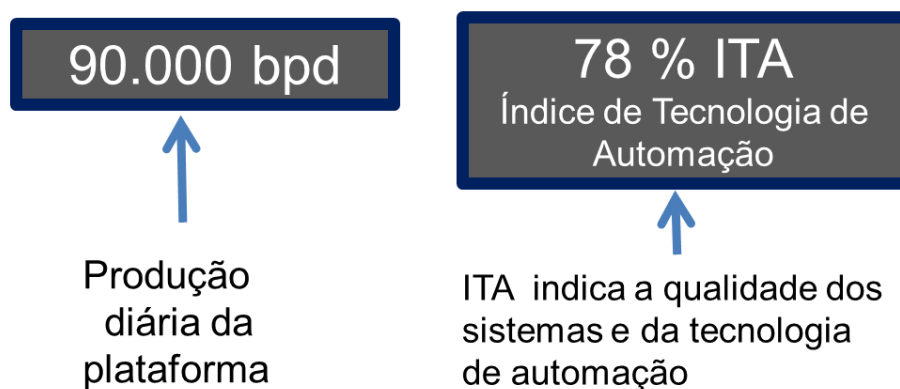 90.000 bpd
78 % ITA
Índice de Tecnologia de
Automação
Produção
diária da
plataforma
ITA indica a qualidade dos
sistemas e da tecnologia
de automação